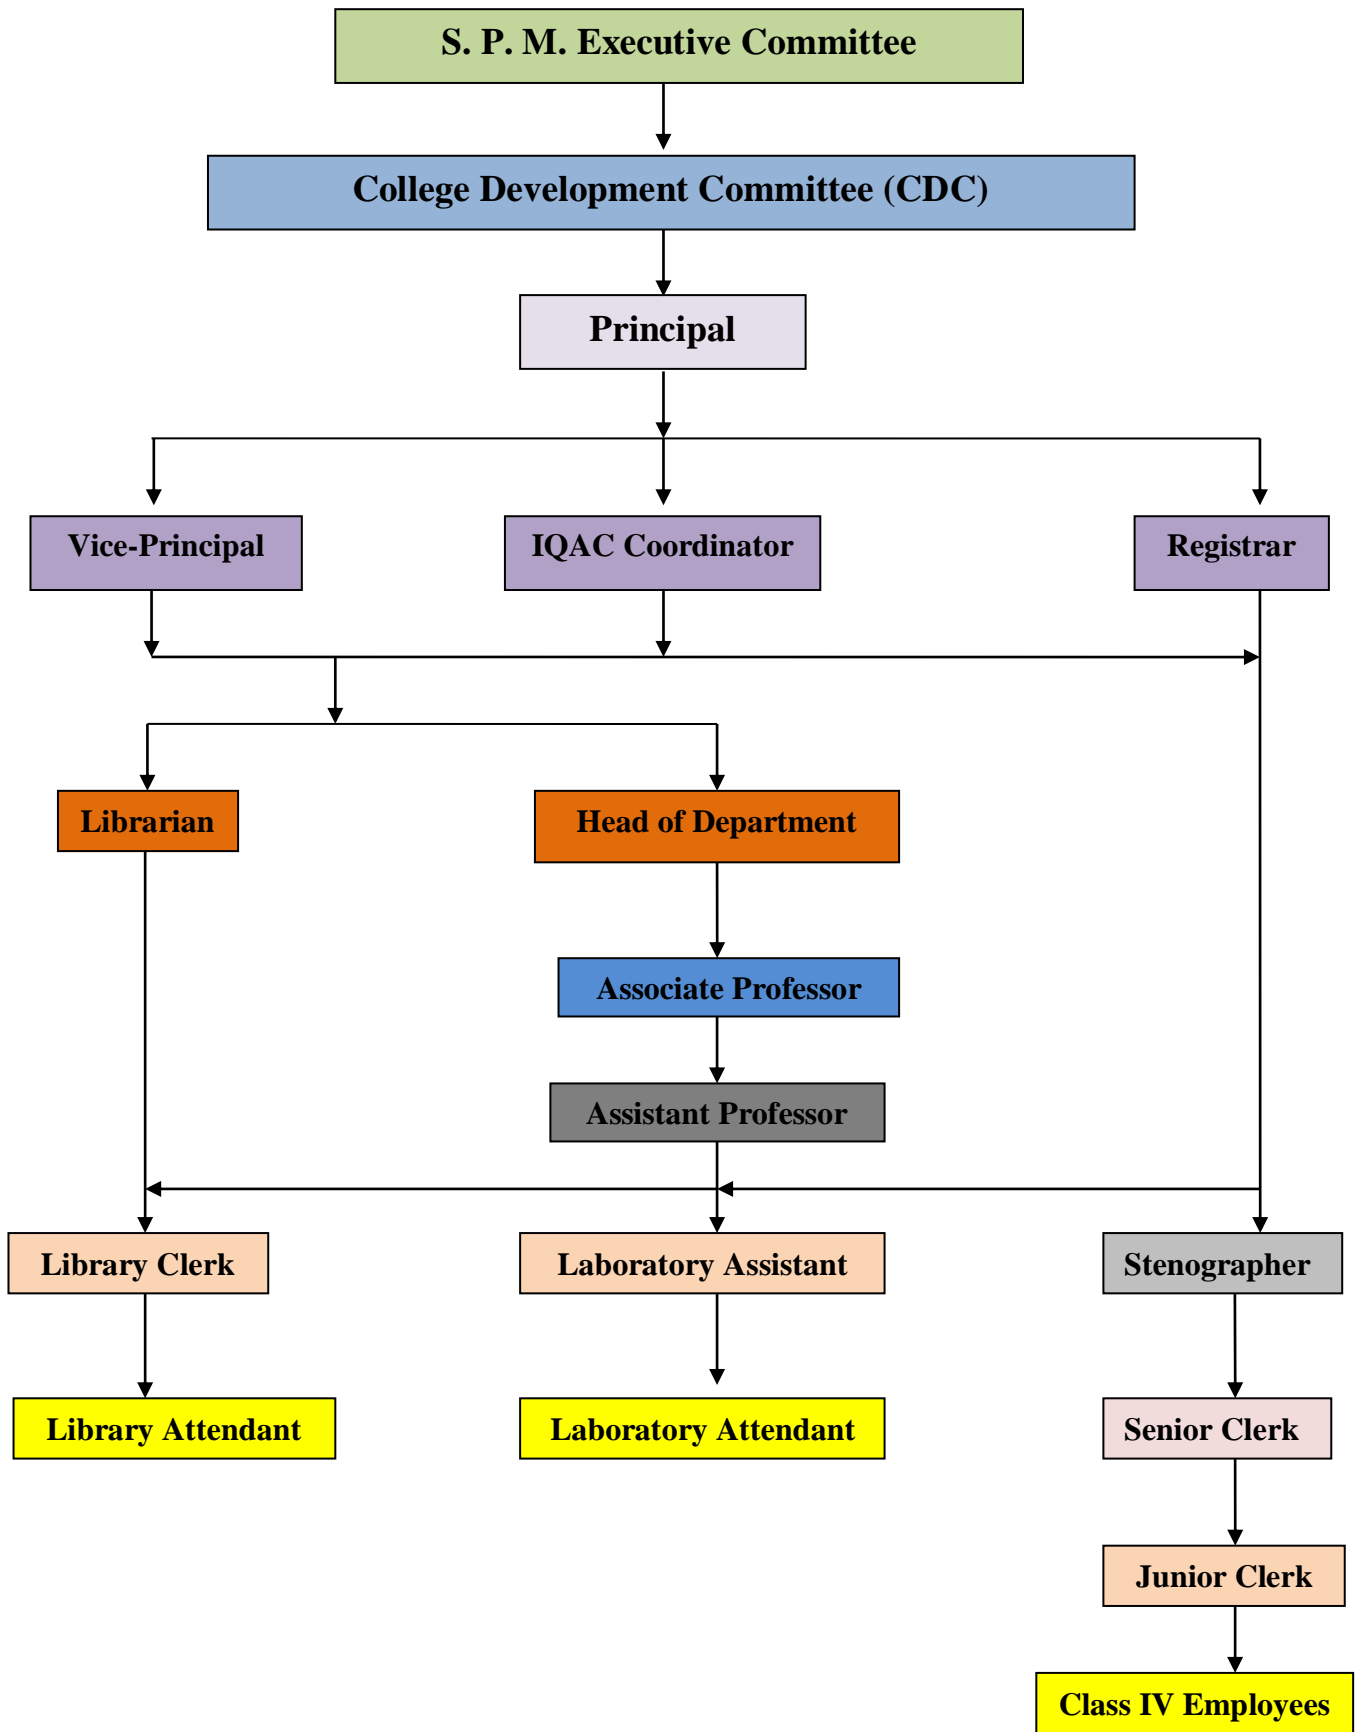 S. P. M. Executive Committee
College Development Committee (CDC)
Principal
Vice-Principal
IQAC Coordinator
Registrar
Librarian
Head of Department
Associate Professor
Assistant Professor
Library Clerk
Laboratory Assistant
Stenographer
Library Attendant
Laboratory Attendant
Senior Clerk
Junior Clerk
Class IV Employees